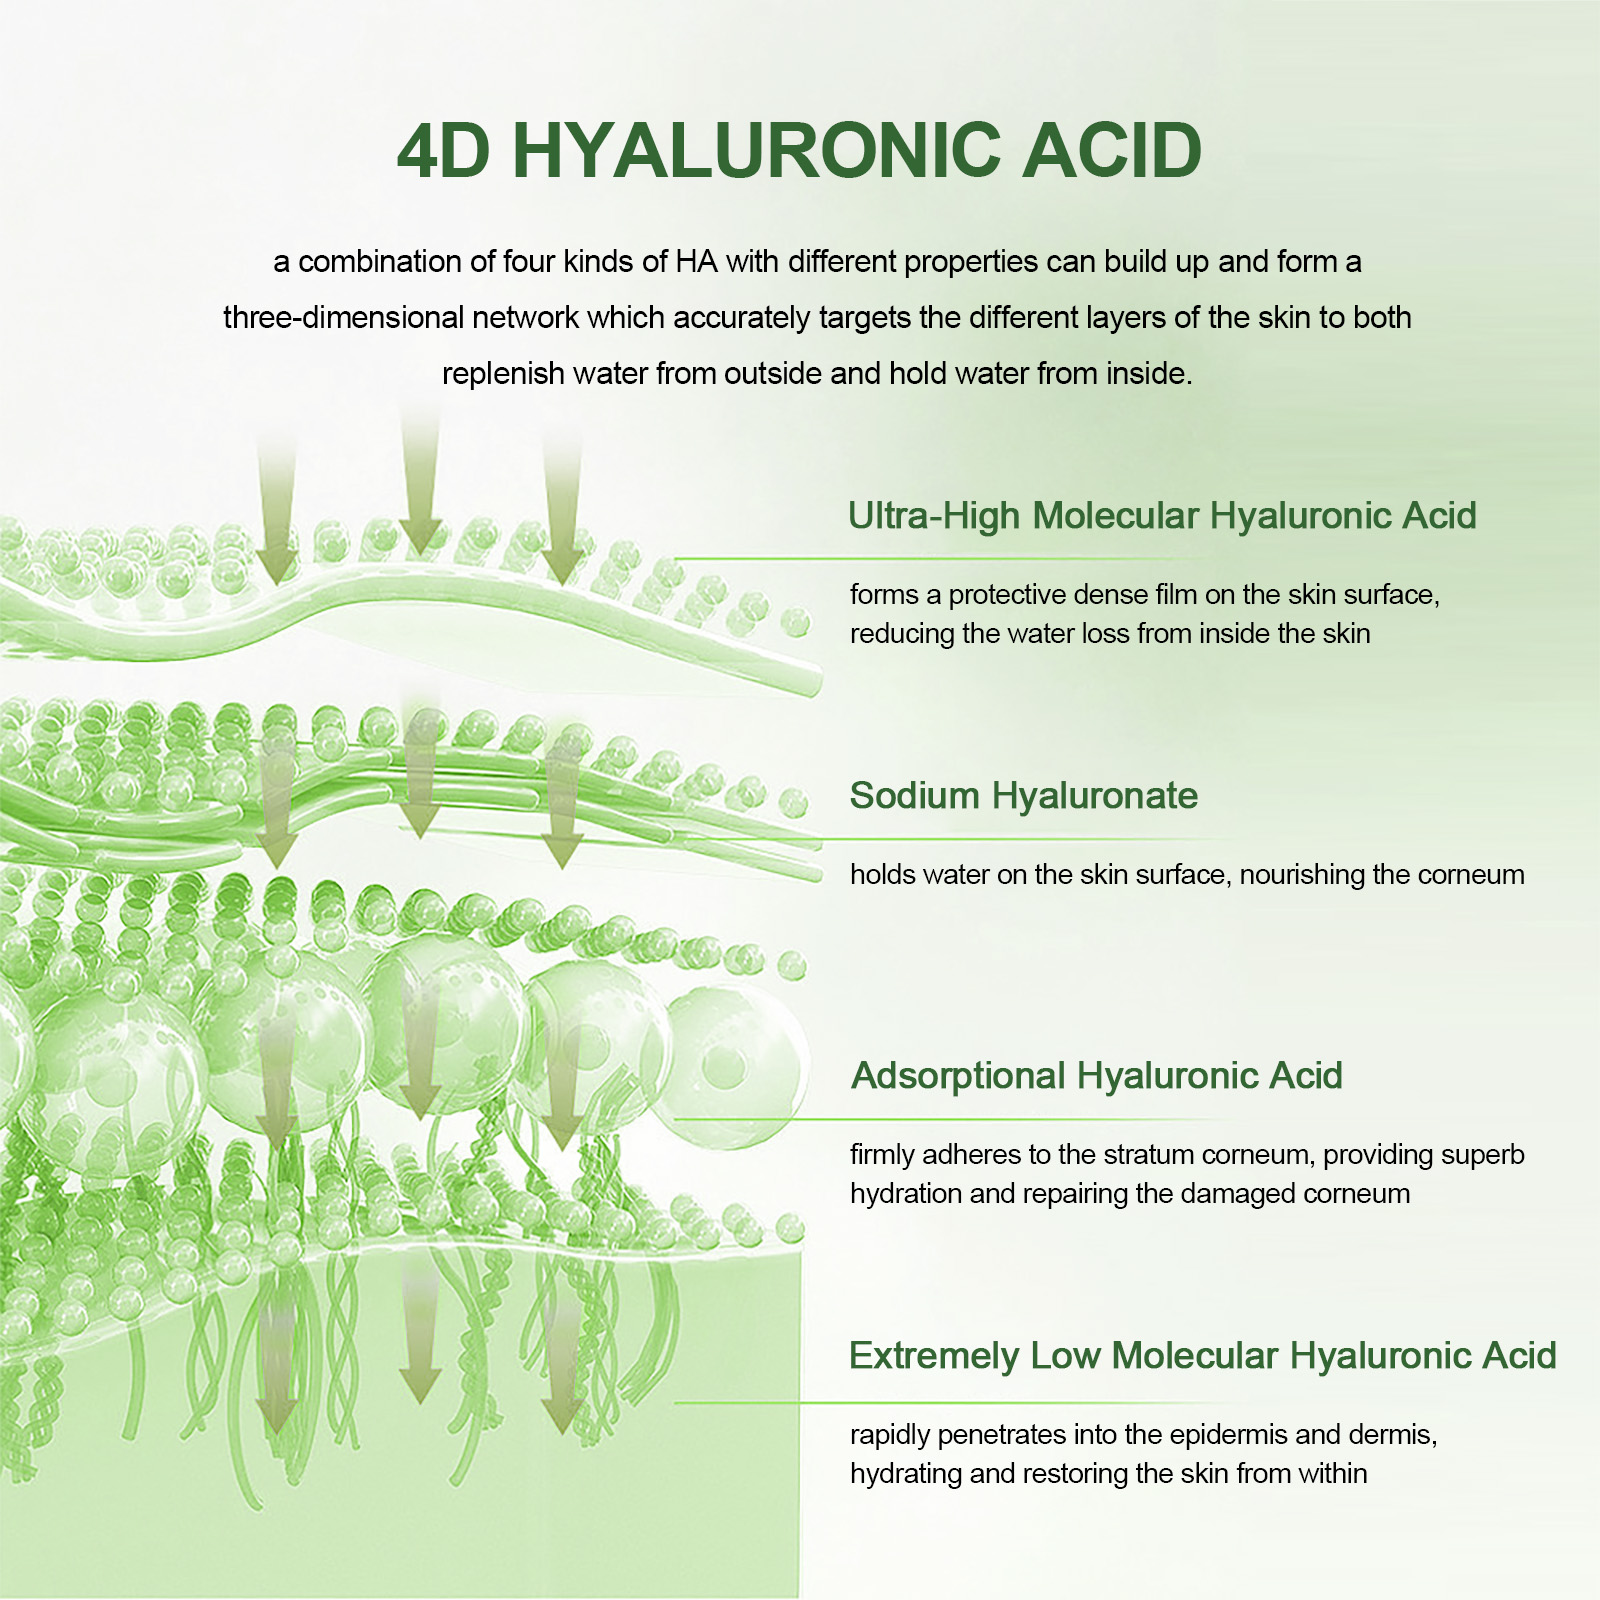 4D HYALURONIC ACID
a combination of four kinds of HA with different properties can build up and form a
three-dimensional network which accurately targets the different layers of the skin to both
replenish water from outside and hold water from inside.
Ultra-High Molecular Hyaluronic Acid
forms a protective dense film on the skin surface,
reducing the water loss from inside the skin
Sodium Hyaluronate
holds water on the skin surface, nourishing the corneum
Adsorptional Hyaluronic Acid
firmly adheres to the stratum corneum, providing superb
hydration and repairing the damaged corneum
Extremely Low Molecular Hyaluronic Acid
rapidly penetrates into the epidermis and dermis,
hydrating and restoring the skin from within